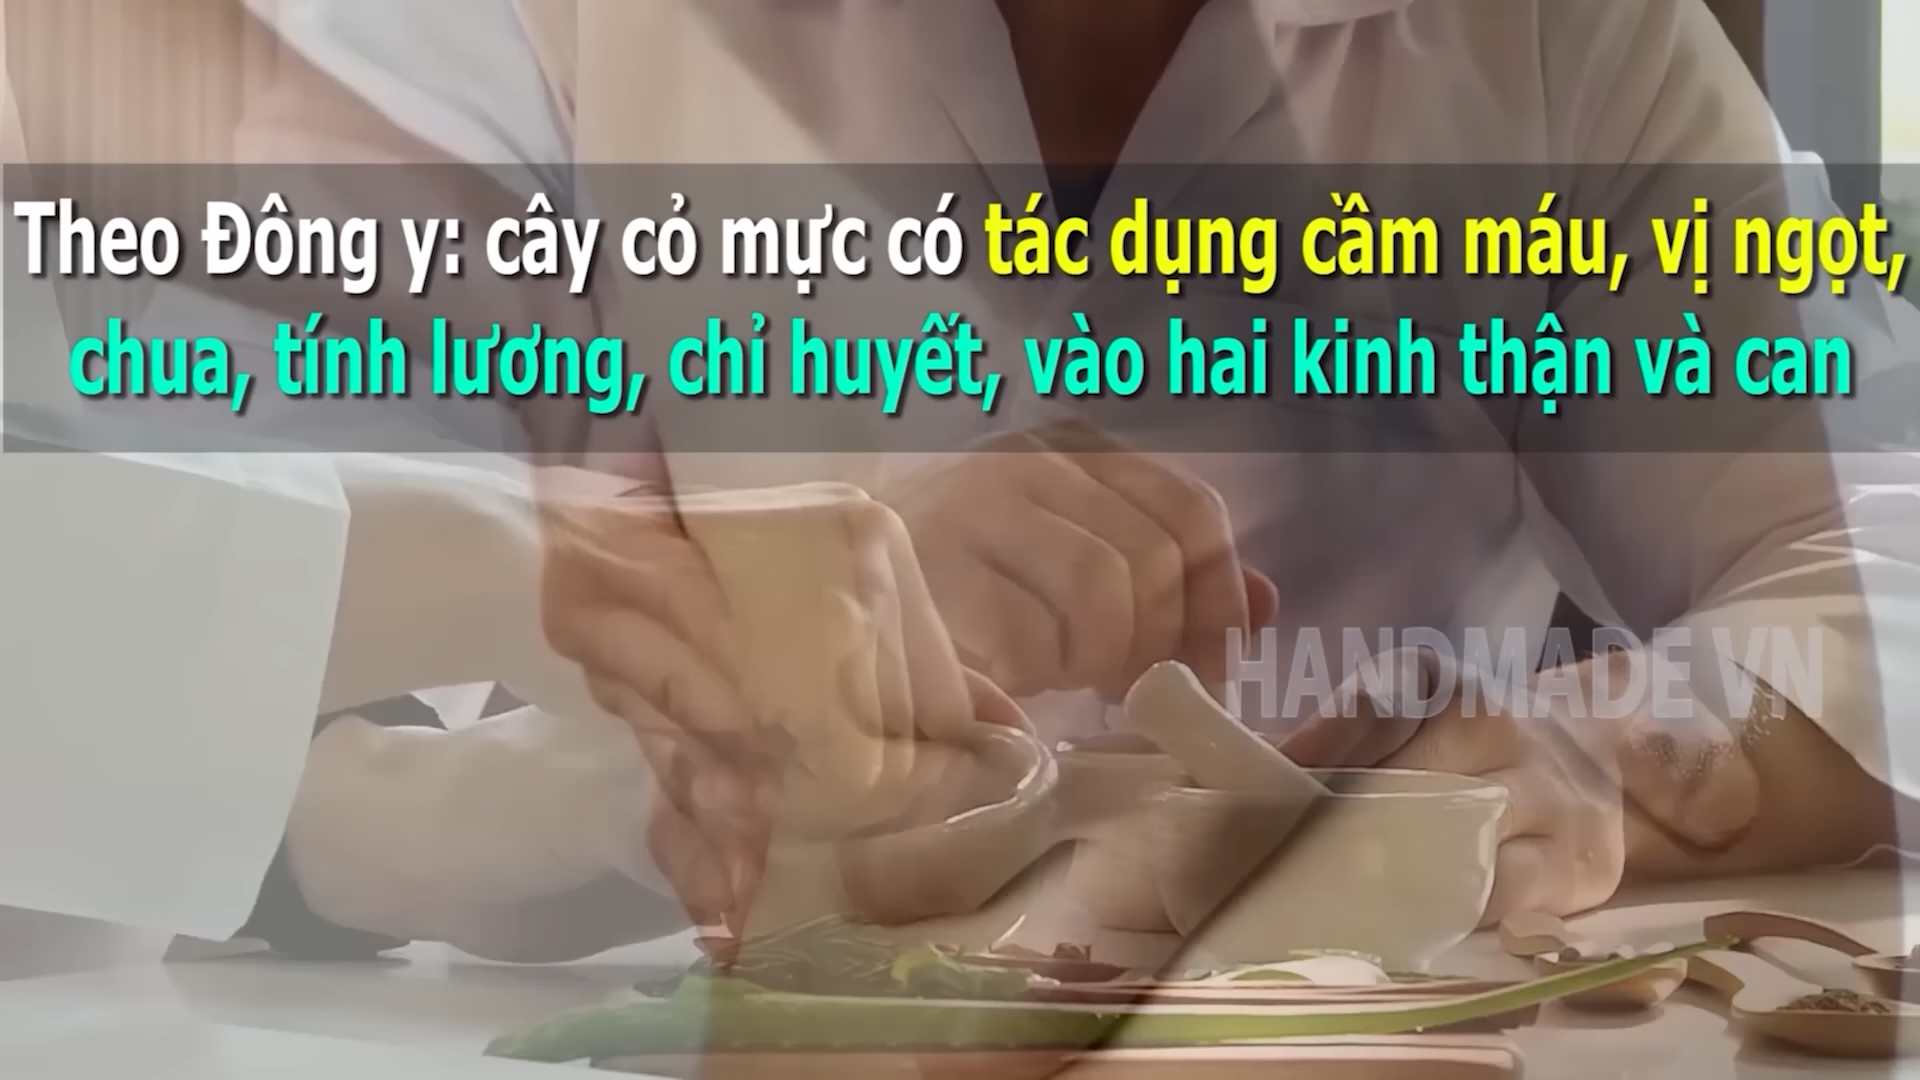 Theo Đông y: cây cỏ mực có tác dụng cầm máu, vị ngọt,
chua, tính lương, chỉ huyết, vào hai kinh thận và can
HANDMADE VN